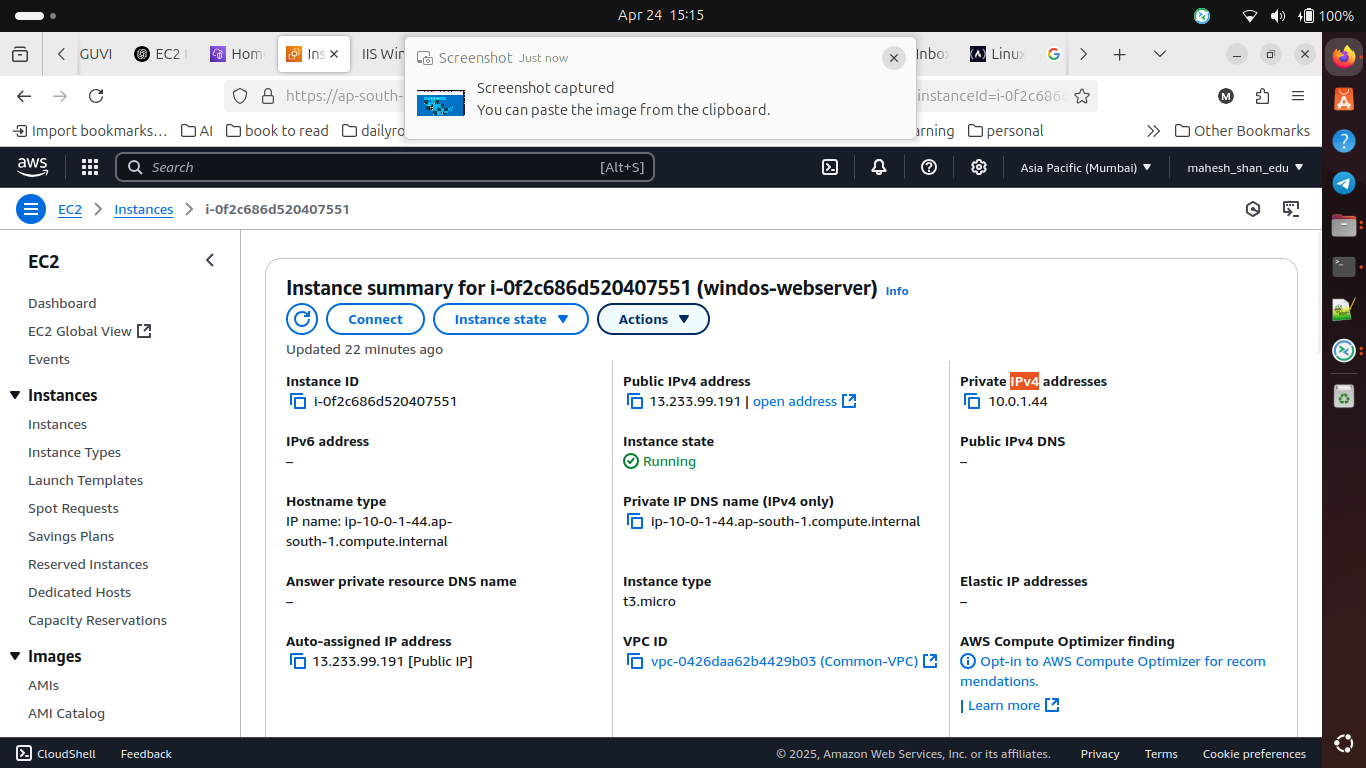 Apr 24 15:15
100%
GUVI
EC2
Hom
Ins
IIS Win
Screenshot Just now
Screenshot captured
You can paste the image from the clipboard.
Inbo
Linux
https://ap-south-
instanceId=i-0f2c686d
M
Import bookmarks…
AI
book to read
dailyro
arning
personal
Other Bookmarks
aws
Search
[Alt+S]
Asia Pacific (Mumbai)
mahesh_shan_edu
EC2
Instances
i-0f2c686d520407551
EC2
Dashboard
EC2 Global View
Events
Instances
Instances
Instance Types
Launch Templates
Spot Requests
Savings Plans
Reserved Instances
Dedicated Hosts
Capacity Reservations
Images
AMIs
AMI Catalog
Instance summary for i-0f2c686d520407551 (windos-webserver) Info
Connect
Instance state
Actions
Updated 22 minutes ago
Instance ID
i-0f2c686d520407551
Public IPv4 address
13.233.99.191 | open address
Private IPv4 addresses
10.0.1.44
IPv6 address
–
Instance state
Running
Public IPv4 DNS
–
Hostname type
IP name: ip-10-0-1-44.ap-
south-1.compute.internal
Private IP DNS name (IPv4 only)
ip-10-0-1-44.ap-south-1.compute.internal
Answer private resource DNS name
–
Instance type
t3.micro
Elastic IP addresses
–
Auto-assigned IP address
13.233.99.191 [Public IP]
VPC ID
vpc-0426daa62b4429b03 (Common-VPC)
AWS Compute Optimizer finding
Opt-in to AWS Compute Optimizer for recom
mendations.
| Learn more
CloudShell
Feedback
© 2025, Amazon Web Services, Inc. or its affiliates.
Privacy
Terms
Cookie preferences